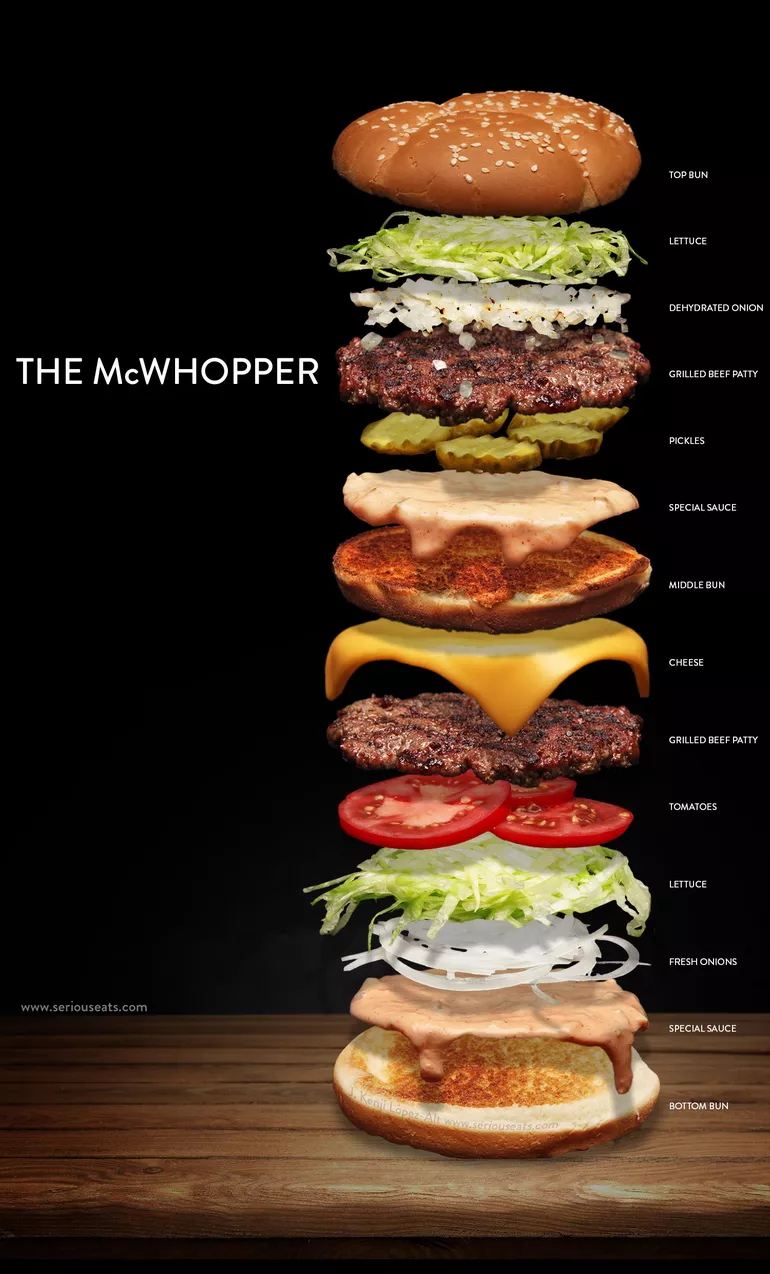 TOP BUN
LETTUCE
DEHYDRATED ONION
THE McWHOPPER
GRILLED BEEF PATTY
PICKLES
SPECIAL SAUCE
MIDDLE BUN
CHEESE
GRILLED BEEF PATTY
TOMATOES
LETTUCE
FRESH ONIONS
www.seriouseats.com
SPECIAL SAUCE
J. Kenji López-Alt www.seriouseats.com
BOTTOM BUN